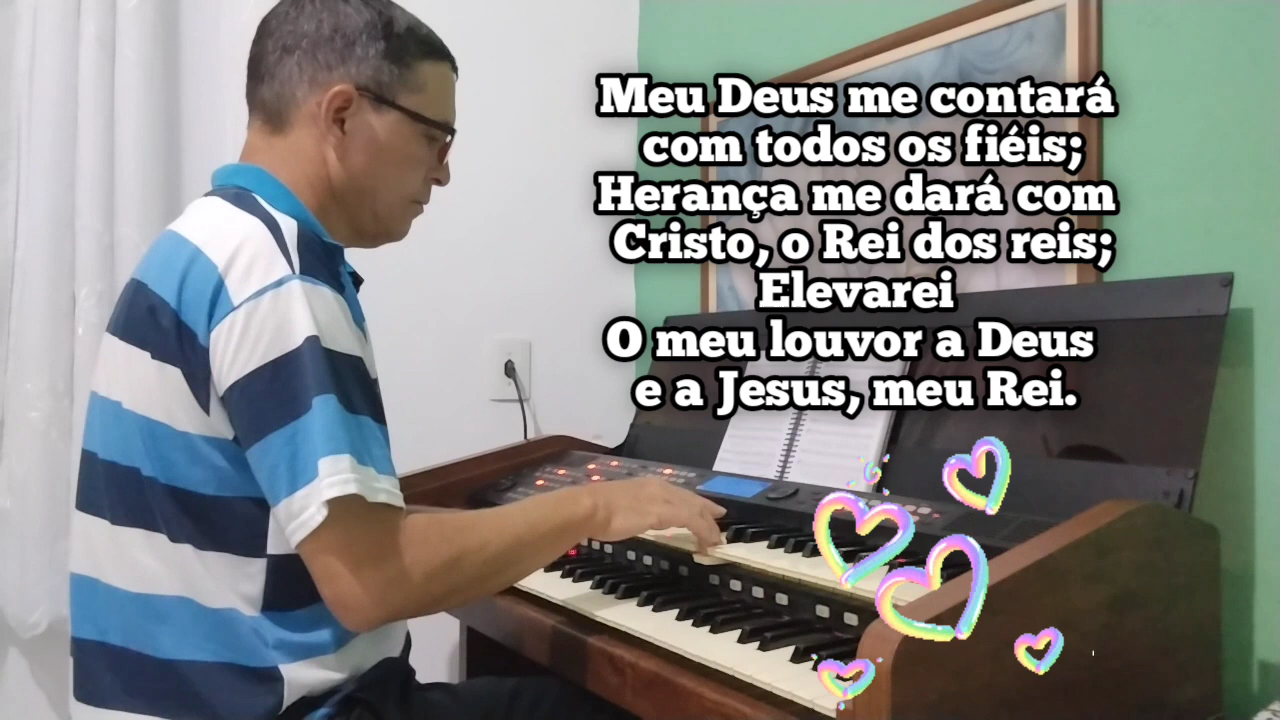 Meu Deus me contará
com todos os fiéis;
Herança me dará com
Cristo, o Rei dos reis;
Elevarei
O meu louvor a Deus
e a Jesus, meu Rei.